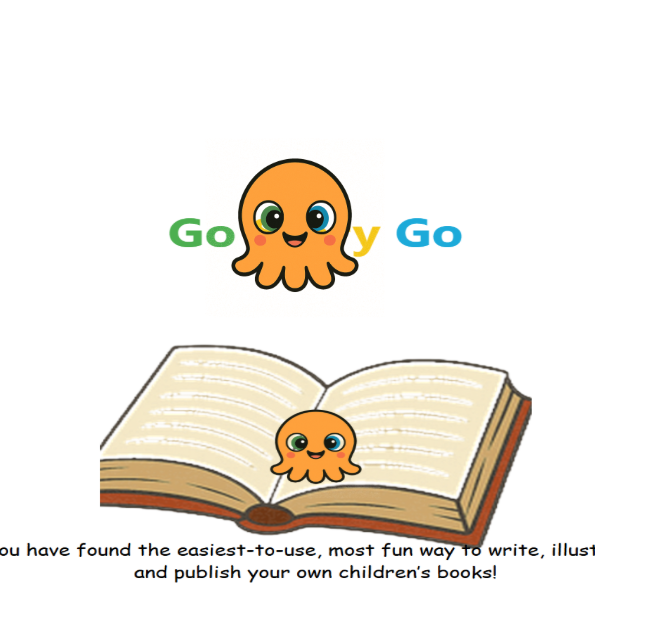 Go y Go
ou have found the easiest-to-use, most fun way to write, illust
and publish your own children's books!